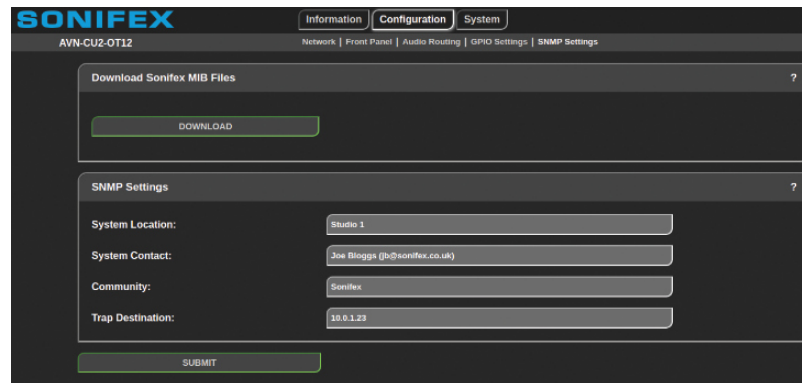 SONIFEX
Information Configuration System
AVN-CU2-OT12
Network | Front Panel | Audio Routing | GPIO Settings | SNMP Settings
Download Sonifex MIB Files ?
DOWNLOAD
SNMP Settings ?
System Location: Studio 1
System Contact: Joe Bloggs (jb@sonifex.co.uk)
Community: Sonifex
Trap Destination: 10.0.1.23
SUBMIT